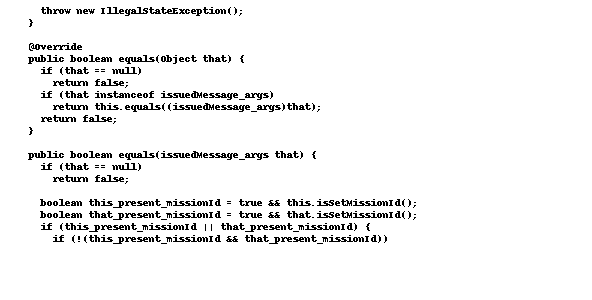 throw new IllegalStateException();
}
@Override
public boolean equals(Object that) {
if (that == null)
return false;
if (that instanceof issuedMessage_args)
return this.equals((issuedMessage_args)that);
return false;
}
public boolean equals(issuedMessage_args that) {
if (that == null)
return false;
boolean this_present_missionId = true && this.isSetMissionId();
boolean that_present_missionId = true && that.isSetMissionId();
if (this_present_missionId || that_present_missionId) {
if (!(this_present_missionId && that_present_missionId))